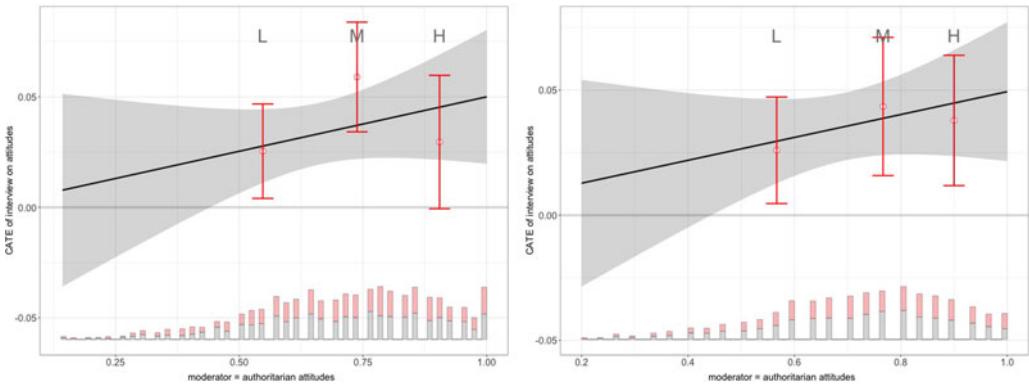 L M H
0.05
0.00
-0.05
CATE of interview on attitudes
0.25 0.50 0.75 1.00
moderator = authoritarian attitudes
L M H
0.05
0.00
-0.05
CATE of interview on attitudes
0.2 0.4 0.6 0.8 1.0
moderator = authoritarian attitudes